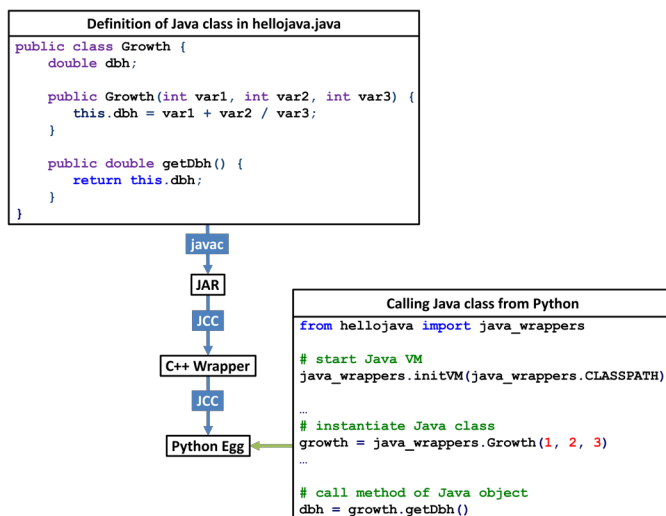 Definition of Java class in hellojava.java
public class Growth {
double dbh;
public Growth(int var1, int var2, int var3) {
this.dbh = var1 + var2 / var3;
}
public double getDbh() {
return this.dbh;
}
}
javac
JAR
JCC
C++ Wrapper
JCC
Python Egg
Calling Java class from Python
from hellojava import java_wrappers
# start Java VM
java_wrappers.initVM(java_wrappers.CLASSPATH)
…
# instantiate Java class
growth = java_wrappers.Growth(1, 2, 3)
…
# call method of Java object
dbh = growth.getDbh()